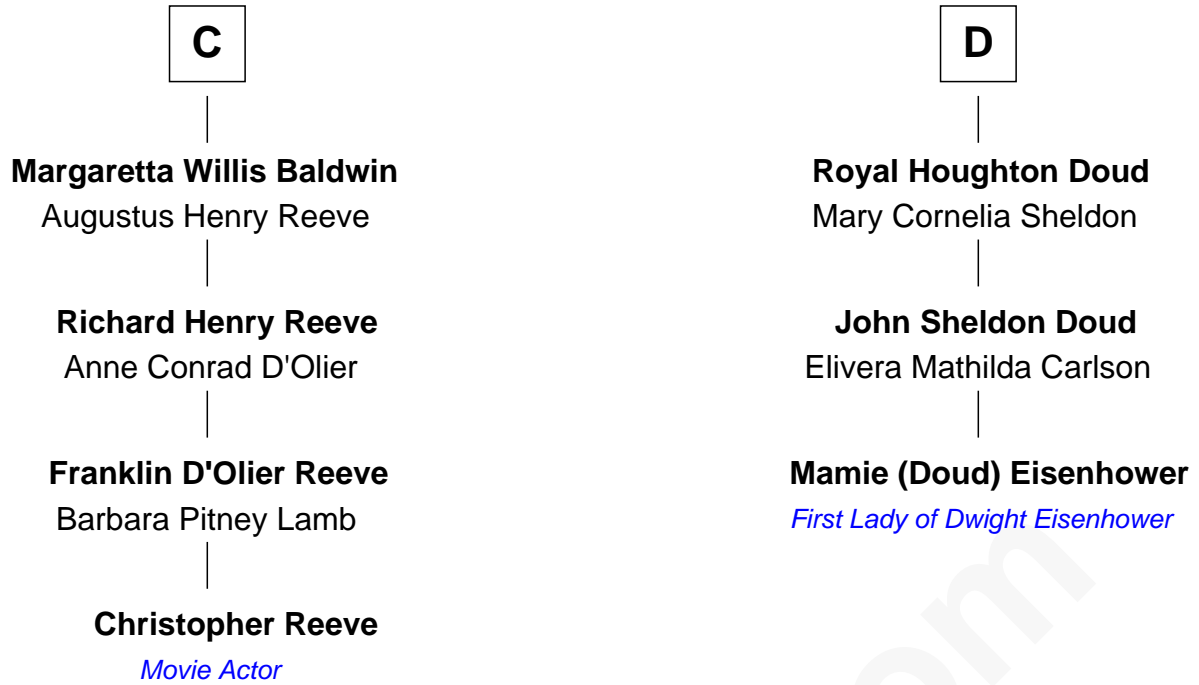 C
Margaretta Willis Baldwin
Augustus Henry Reeve
Richard Henry Reeve
Anne Conrad D'Olier
Franklin D'Olier Reeve
Barbara Pitney Lamb
Christopher Reeve
Movie Actor
D
Royal Houghton Doud
Mary Cornelia Sheldon
John Sheldon Doud
Elivera Mathilda Carlson
Mamie (Doud) Eisenhower
First Lady of Dwight Eisenhower
om